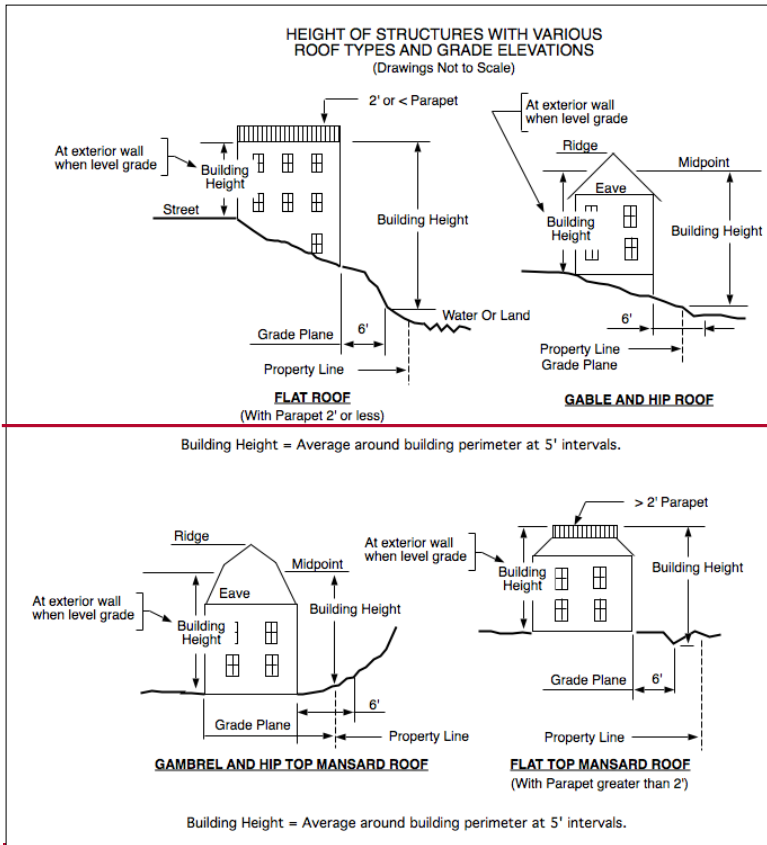 HEIGHT OF STRUCTURES WITH VARIOUS
ROOF TYPES AND GRADE ELEVATIONS
(Drawings Not to Scale)
2' or < Parapet
At exterior wall
when level grade
Building
Height
Street
Building Height
Water Or Land
Grade Plane
6'
Property Line
FLAT ROOF
(With Parapet 2' or less)
At exterior wall
when level grade
Ridge
Midpoint
Eave
Building
Height
Building Height
6'
Property Line
Grade Plane
GABLE AND HIP ROOF
Building Height = Average around building perimeter at 5' intervals.
Ridge
Midpoint
Eave
At exterior wall
when level grade
Building
Height
Building Height
6'
Grade Plane
Property Line
GAMBREL AND HIP TOP MANSARD ROOF
> 2' Parapet
At exterior wall
when level grade
Building
Height
Building Height
Grade Plane
6'
Property Line
FLAT TOP MANSARD ROOF
(With Parapet greater than 2')
Building Height = Average around building perimeter at 5' intervals.